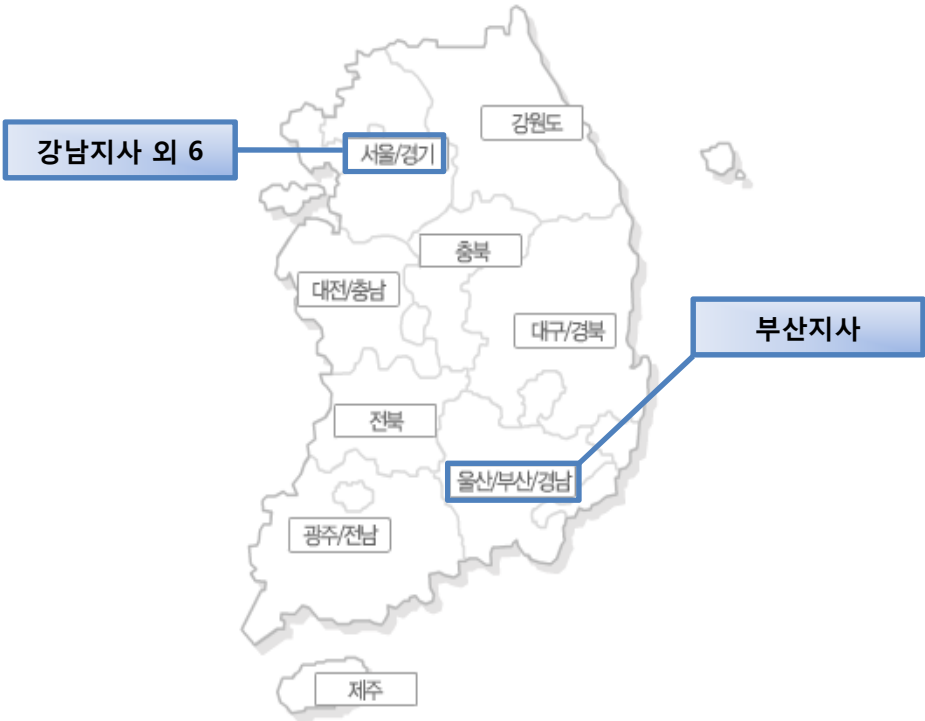 강원도
강남지사 외 6
서울/경기
충북
대전/충남
대구/경북
부산지사
전북
울산/부산/경남
광주/전남
제주